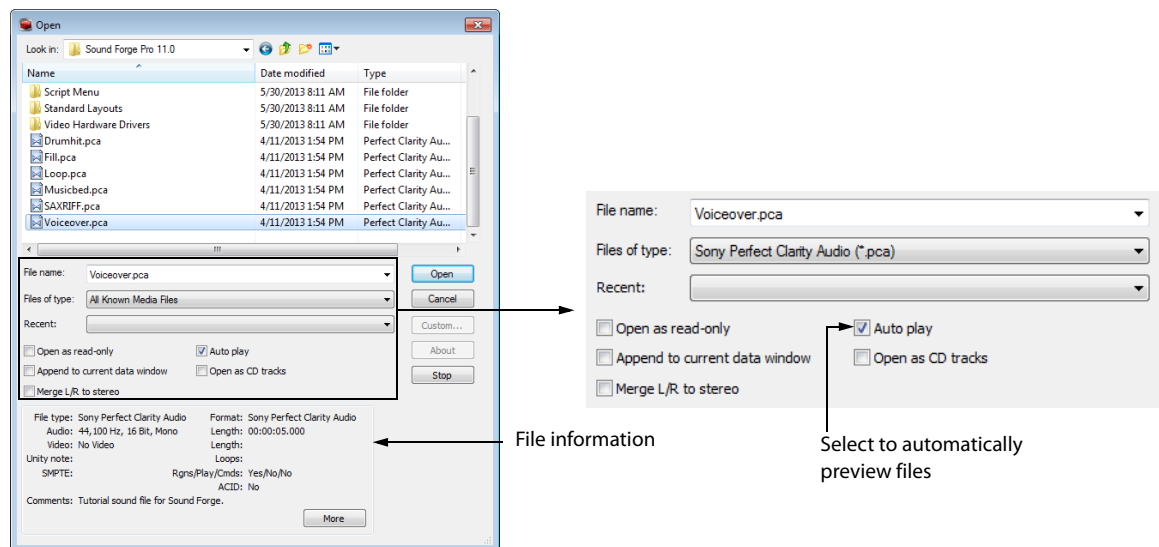 Open
Look in: Sound Forge Pro 11.0
Name Date modified Type
Script Menu 5/30/2013 8:11 AM File folder
Standard Layouts 5/30/2013 8:11 AM File folder
Video Hardware Drivers 5/30/2013 8:11 AM File folder
Drumhit.pca 4/11/2013 1:54 PM Perfect Clarity Au...
Fill.pca 4/11/2013 1:54 PM Perfect Clarity Au...
Loop.pca 4/11/2013 1:54 PM Perfect Clarity Au...
Musicbed.pca 4/11/2013 1:54 PM Perfect Clarity Au...
SAXRIFF.pca 4/11/2013 1:54 PM Perfect Clarity Au...
Voiceover.pca 4/11/2013 1:54 PM Perfect Clarity Au...
File name: Voiceover.pca Open
Files of type: All Known Media Files Cancel
Recent: Custom...
Open as read-only Auto play About
Append to current data window Open as CD tracks Stop
Merge L/R to stereo
File type: Sony Perfect Clarity Audio Format: Sony Perfect Clarity Audio
Audio: 44,100 Hz, 16 Bit, Mono Length: 00:00:05.000
Video: No Video Length:
Unity note: Loops:
SMPTE: Rgns/Play/Cmds: Yes/No/No
ACID: No
Comments: Tutorial sound file for Sound Forge.
More
File information
File name: Voiceover.pca
Files of type: Sony Perfect Clarity Audio (*.pca)
Recent:
Open as read-only Auto play
Append to current data window Open as CD tracks
Merge L/R to stereo
Select to automatically
preview files